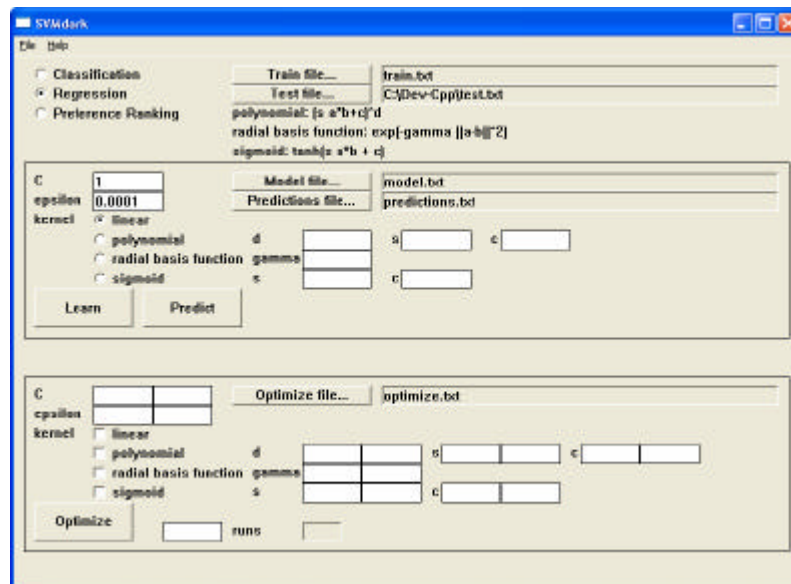 SVMdark
File Help
Classification Train file... train.txt
Regression Test file... C:\Dev-Cpp\test.txt
Preference Ranking polynomial: (s a*b+c)^d
radial basis function: exp(-gamma ||a-b||^2)
sigmoid: tanh(s a*b + c)
C 1 Model file... model.txt
epsilon 0.0001 Predictions file... predictions.txt
kernel linear
polynomial d s c
radial basis function gamma
sigmoid s c
Learn Predict
C Optimize file... optimize.txt
epsilon
kernel linear
polynomial d s c
radial basis function gamma
sigmoid s c
Optimize runs